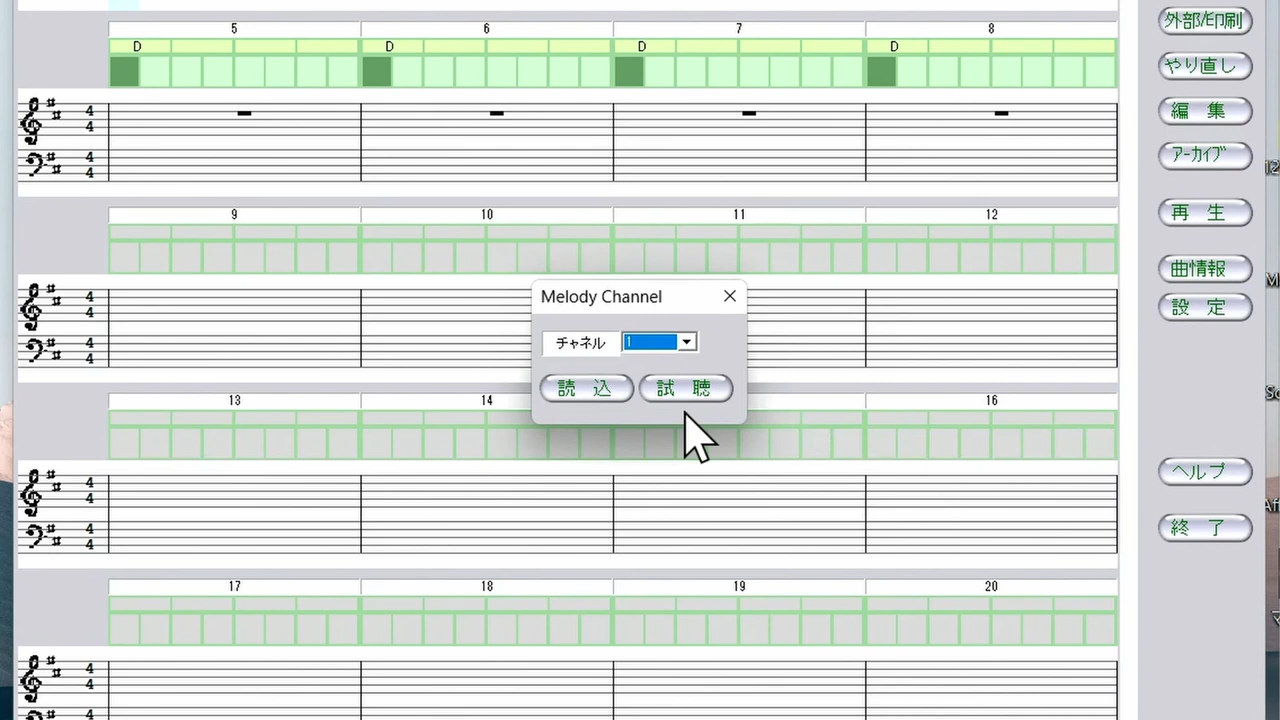 5 6 7 8
D D D D
4 4
4 4
9 10 11 12
4 4
4 4
13 14 16
4 4
4 4
17 18 19 20
4 4
4
Melody Channel
チャネル 1
読 込 試 聴
外部/印刷
やり直し
編 集
ｱｰｶｲﾌﾞ
再 生
曲情報
設 定
ヘルプ
終 了